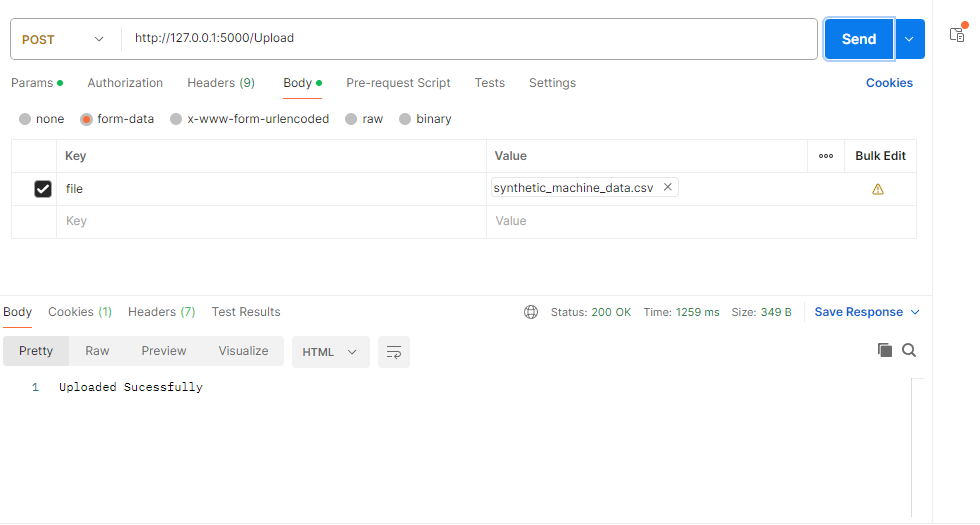 POST http://127.0.0.1:5000/Upload Send
Params Authorization Headers (9) Body Pre-request Script Tests Settings Cookies
none form-data x-www-form-urlencoded raw binary
Key Value Bulk Edit
file synthetic_machine_data.csv
Key Value
Body Cookies (1) Headers (7) Test Results Status: 200 OK Time: 1259 ms Size: 349 B Save Response
Pretty Raw Preview Visualize HTML
1 Uploaded Sucessfully